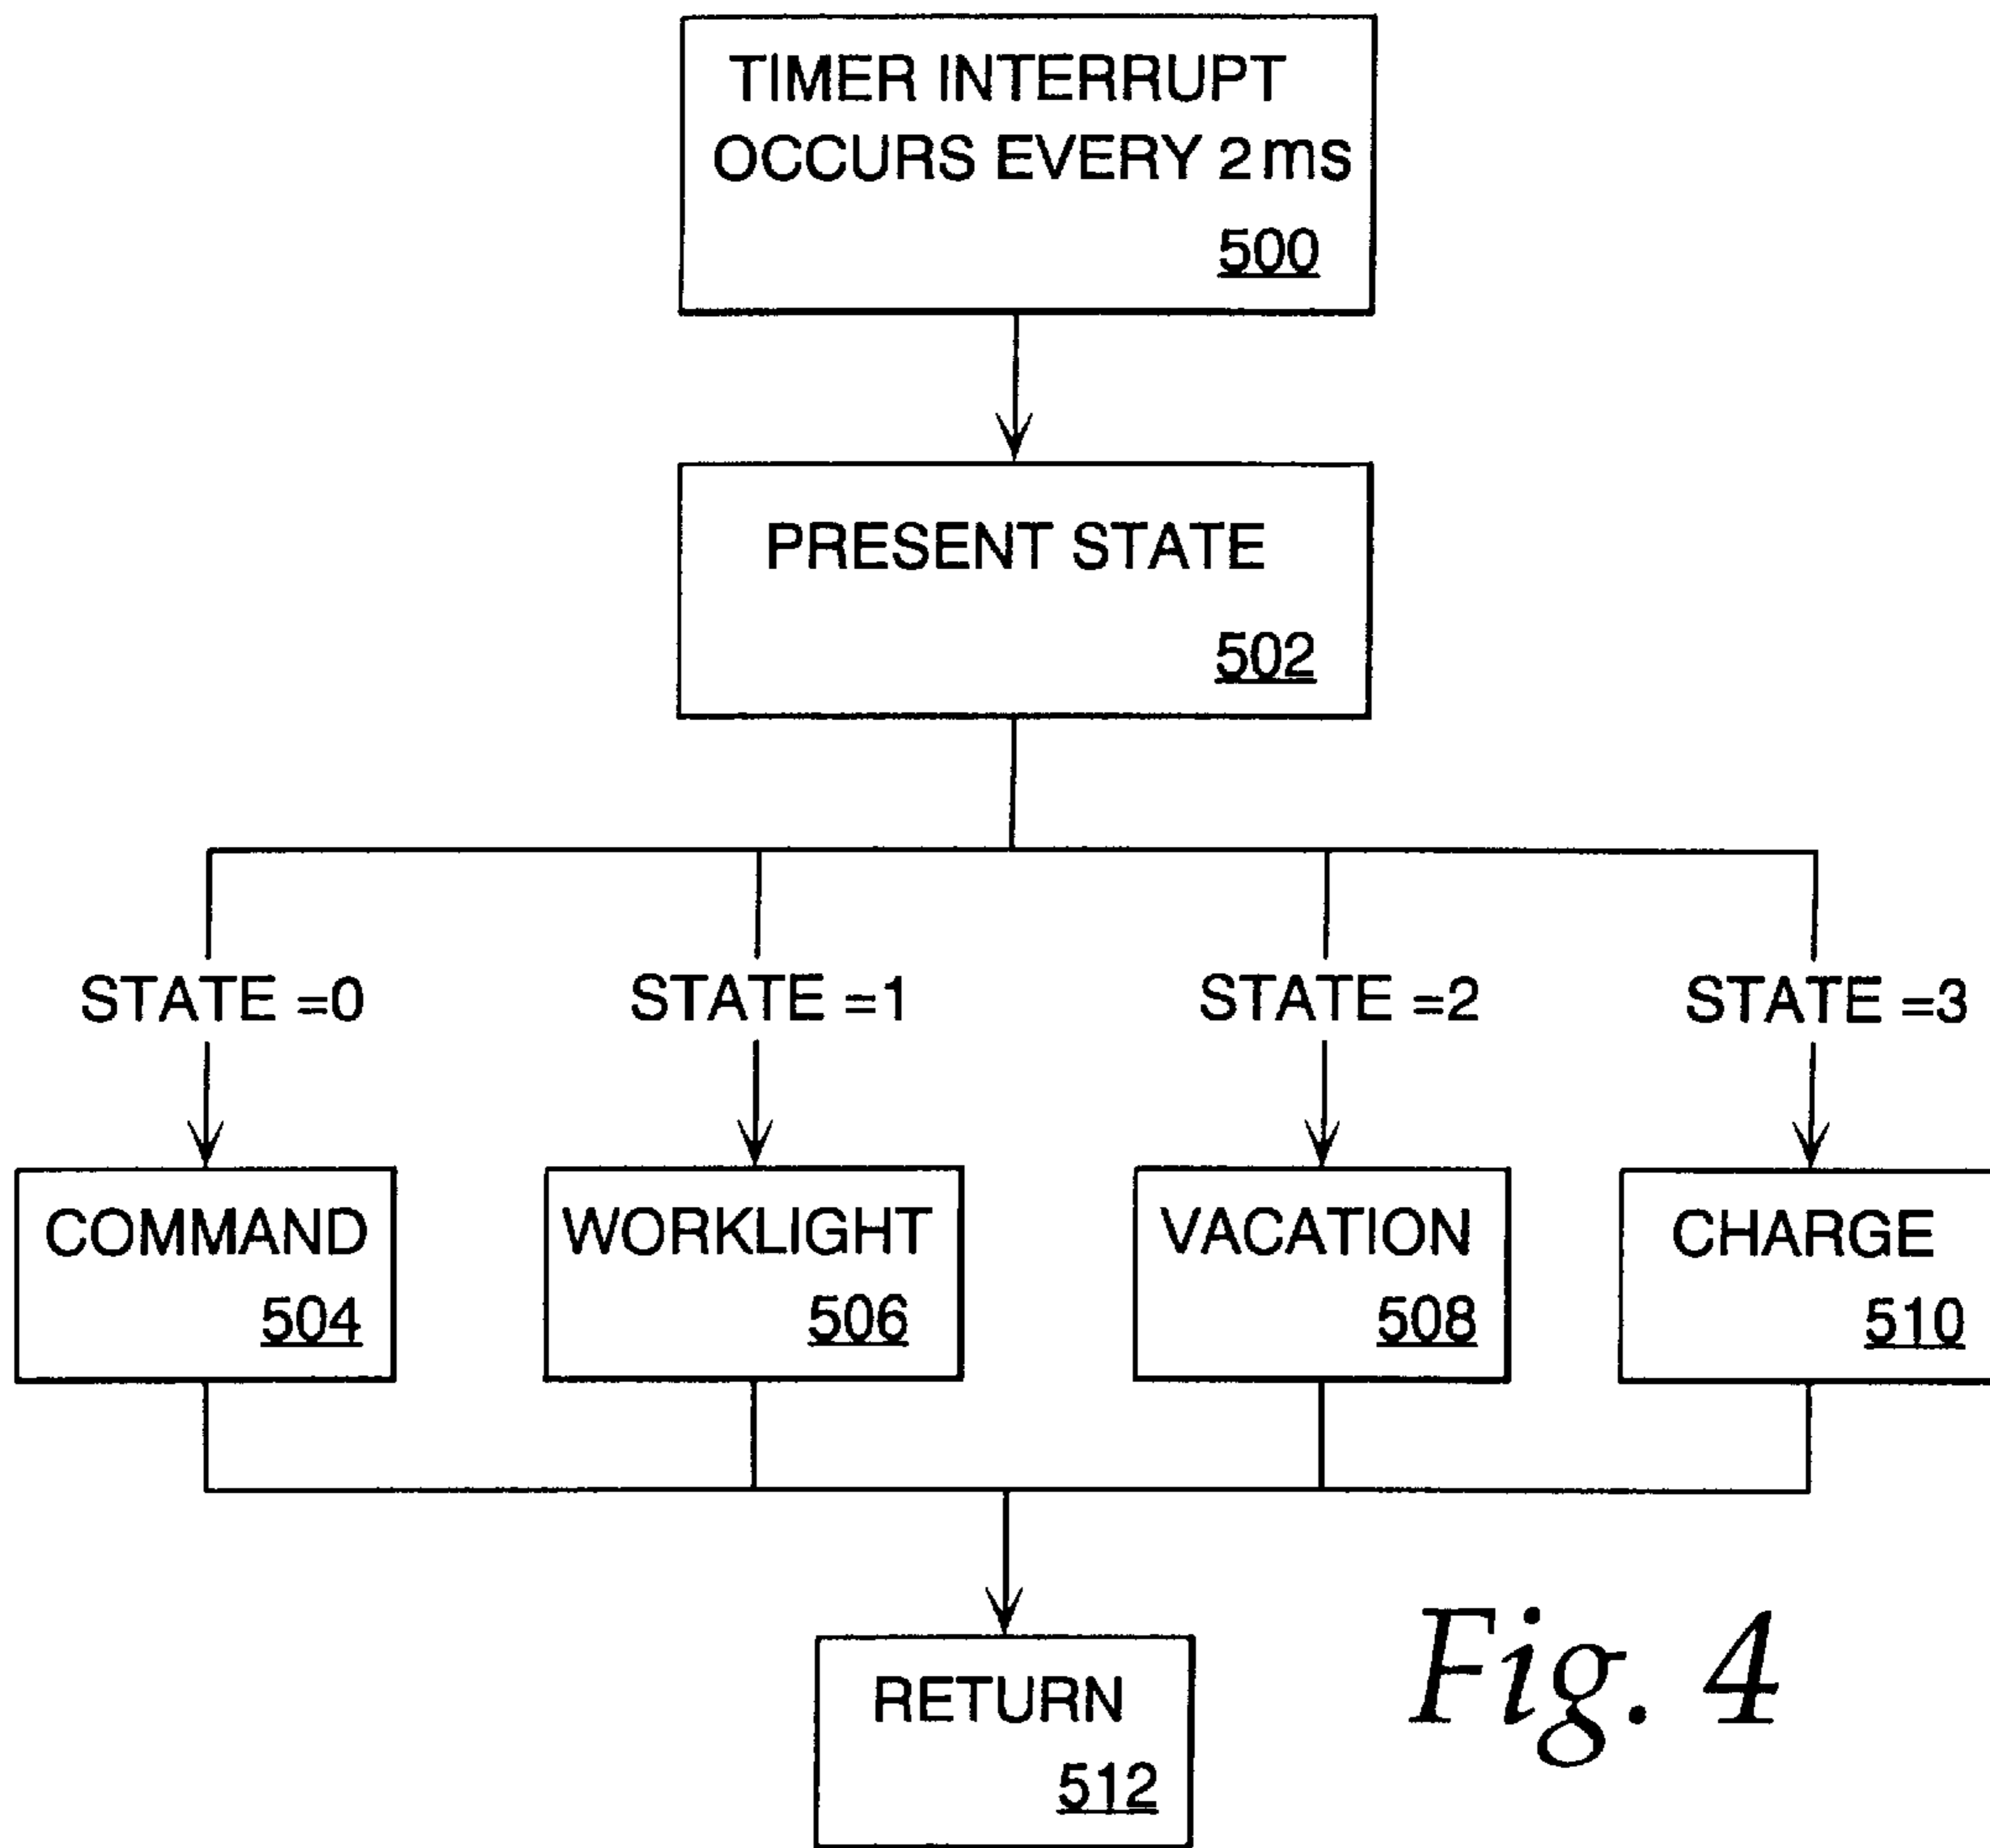 TIMER INTERRUPT
OCCURS EVERY 2ms
500
PRESENT STATE
502
STATE =0
STATE =1
STATE =2
STATE =3
COMMAND
504
WORKLIGHT
506
VACATION
508
CHARGE
510
RETURN
512
Fig. 4